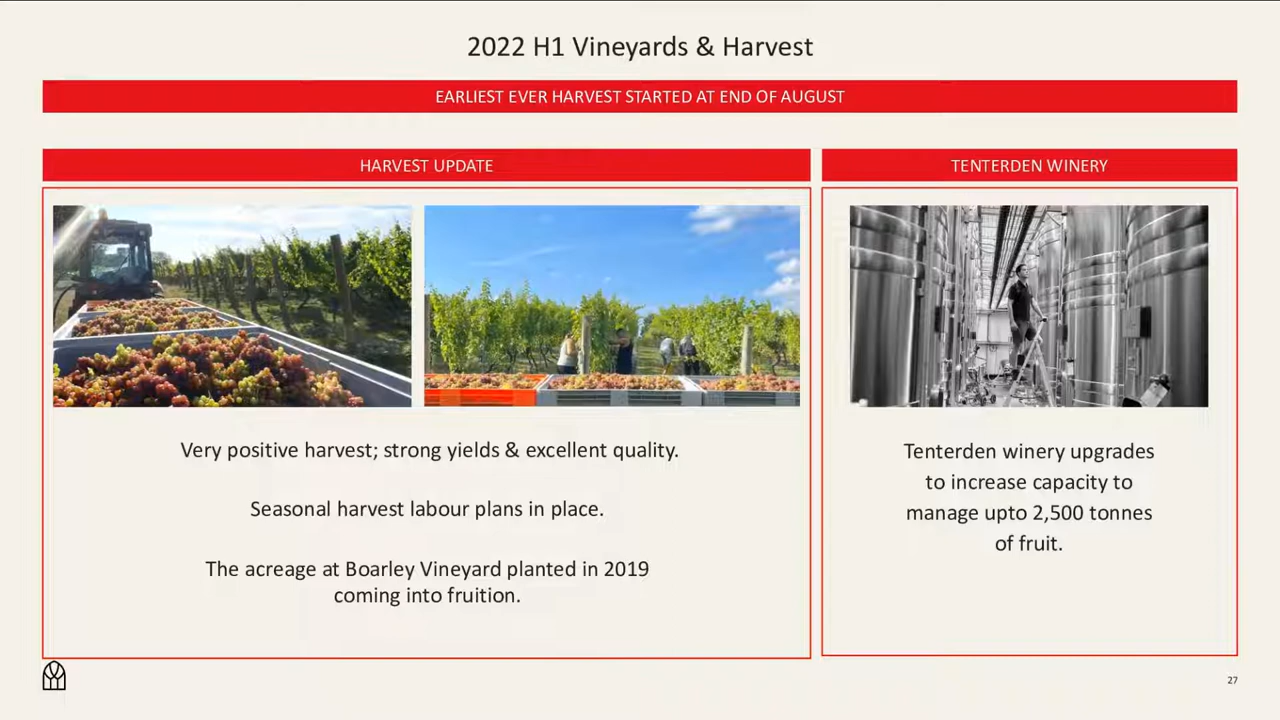 2022 H1 Vineyards & Harvest
EARLIEST EVER HARVEST STARTED AT END OF AUGUST
HARVEST UPDATE
Very positive harvest; strong yields & excellent quality.
Seasonal harvest labour plans in place.
The acreage at Boarley Vineyard planted in 2019
coming into fruition.
TENTERDEN WINERY
Tenterden winery upgrades
to increase capacity to
manage upto 2,500 tonnes
of fruit.
27